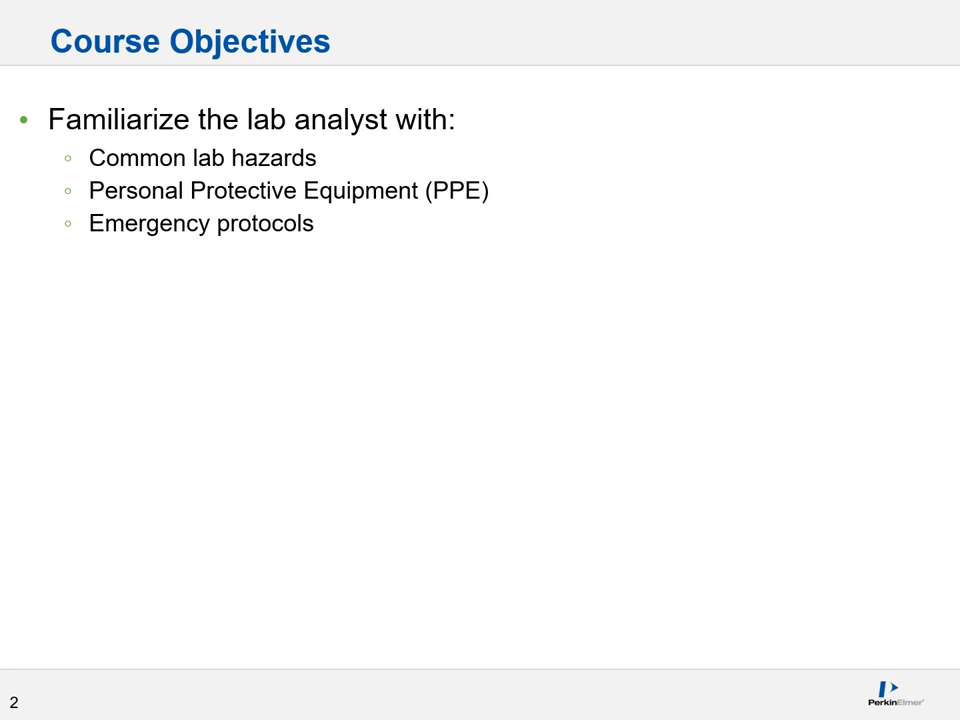 Course Objectives
• Familiarize the lab analyst with:
◦ Common lab hazards
◦ Personal Protective Equipment (PPE)
◦ Emergency protocols
2
PerkinElmer